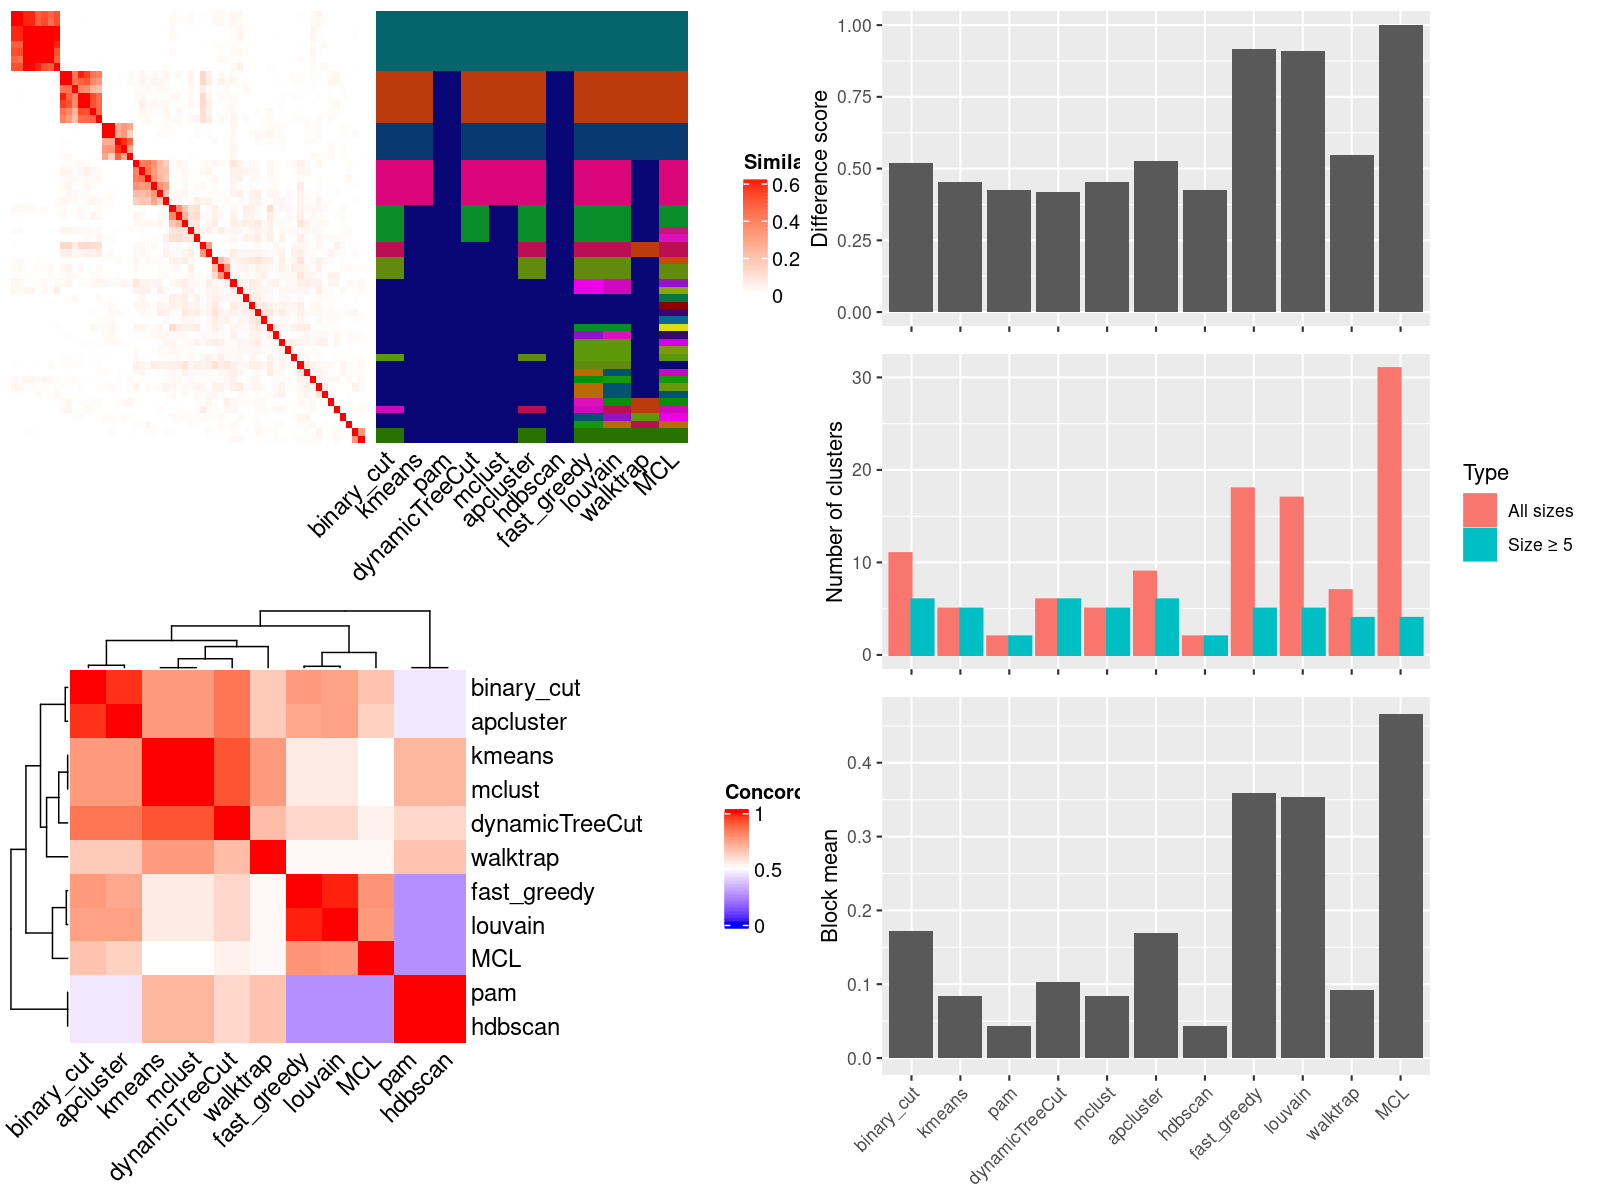 Simila
0.6
0.4
0.2
0
binary_cut
kmeans
pam
dynamicTreeCut
mclust
apcluster
hdbscan
fast_greedy
louvain
walktrap
MCL
Difference score
1.00
0.75
0.50
0.25
0.00
Number of clusters
30
20
10
0
Type
All sizes
Size ≥ 5
binary_cut
apcluster
kmeans
mclust
dynamicTreeCut
walktrap
fast_greedy
louvain
MCL
pam
hdbscan
Concord
1
0.5
0
binary_cut
apcluster
kmeans
mclust
dynamicTreeCut
walktrap
fast_greedy
louvain
MCL
pam
hdbscan
Block mean
0.4
0.3
0.2
0.1
0.0
binary_cut
kmeans
pam
dynamicTreeCut
mclust
apcluster
hdbscan
fast_greedy
louvain
walktrap
MCL